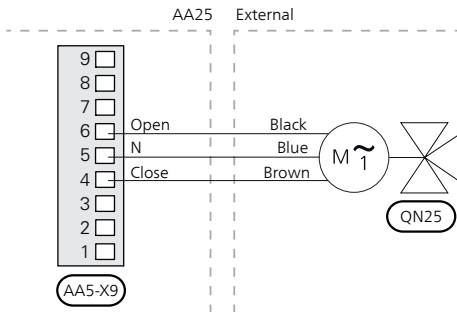 AA25 External
9
8
7
6 Open Black
5 N Blue
4 Close Brown
3
2
1
M ~ 1
QN25
AA5-X9